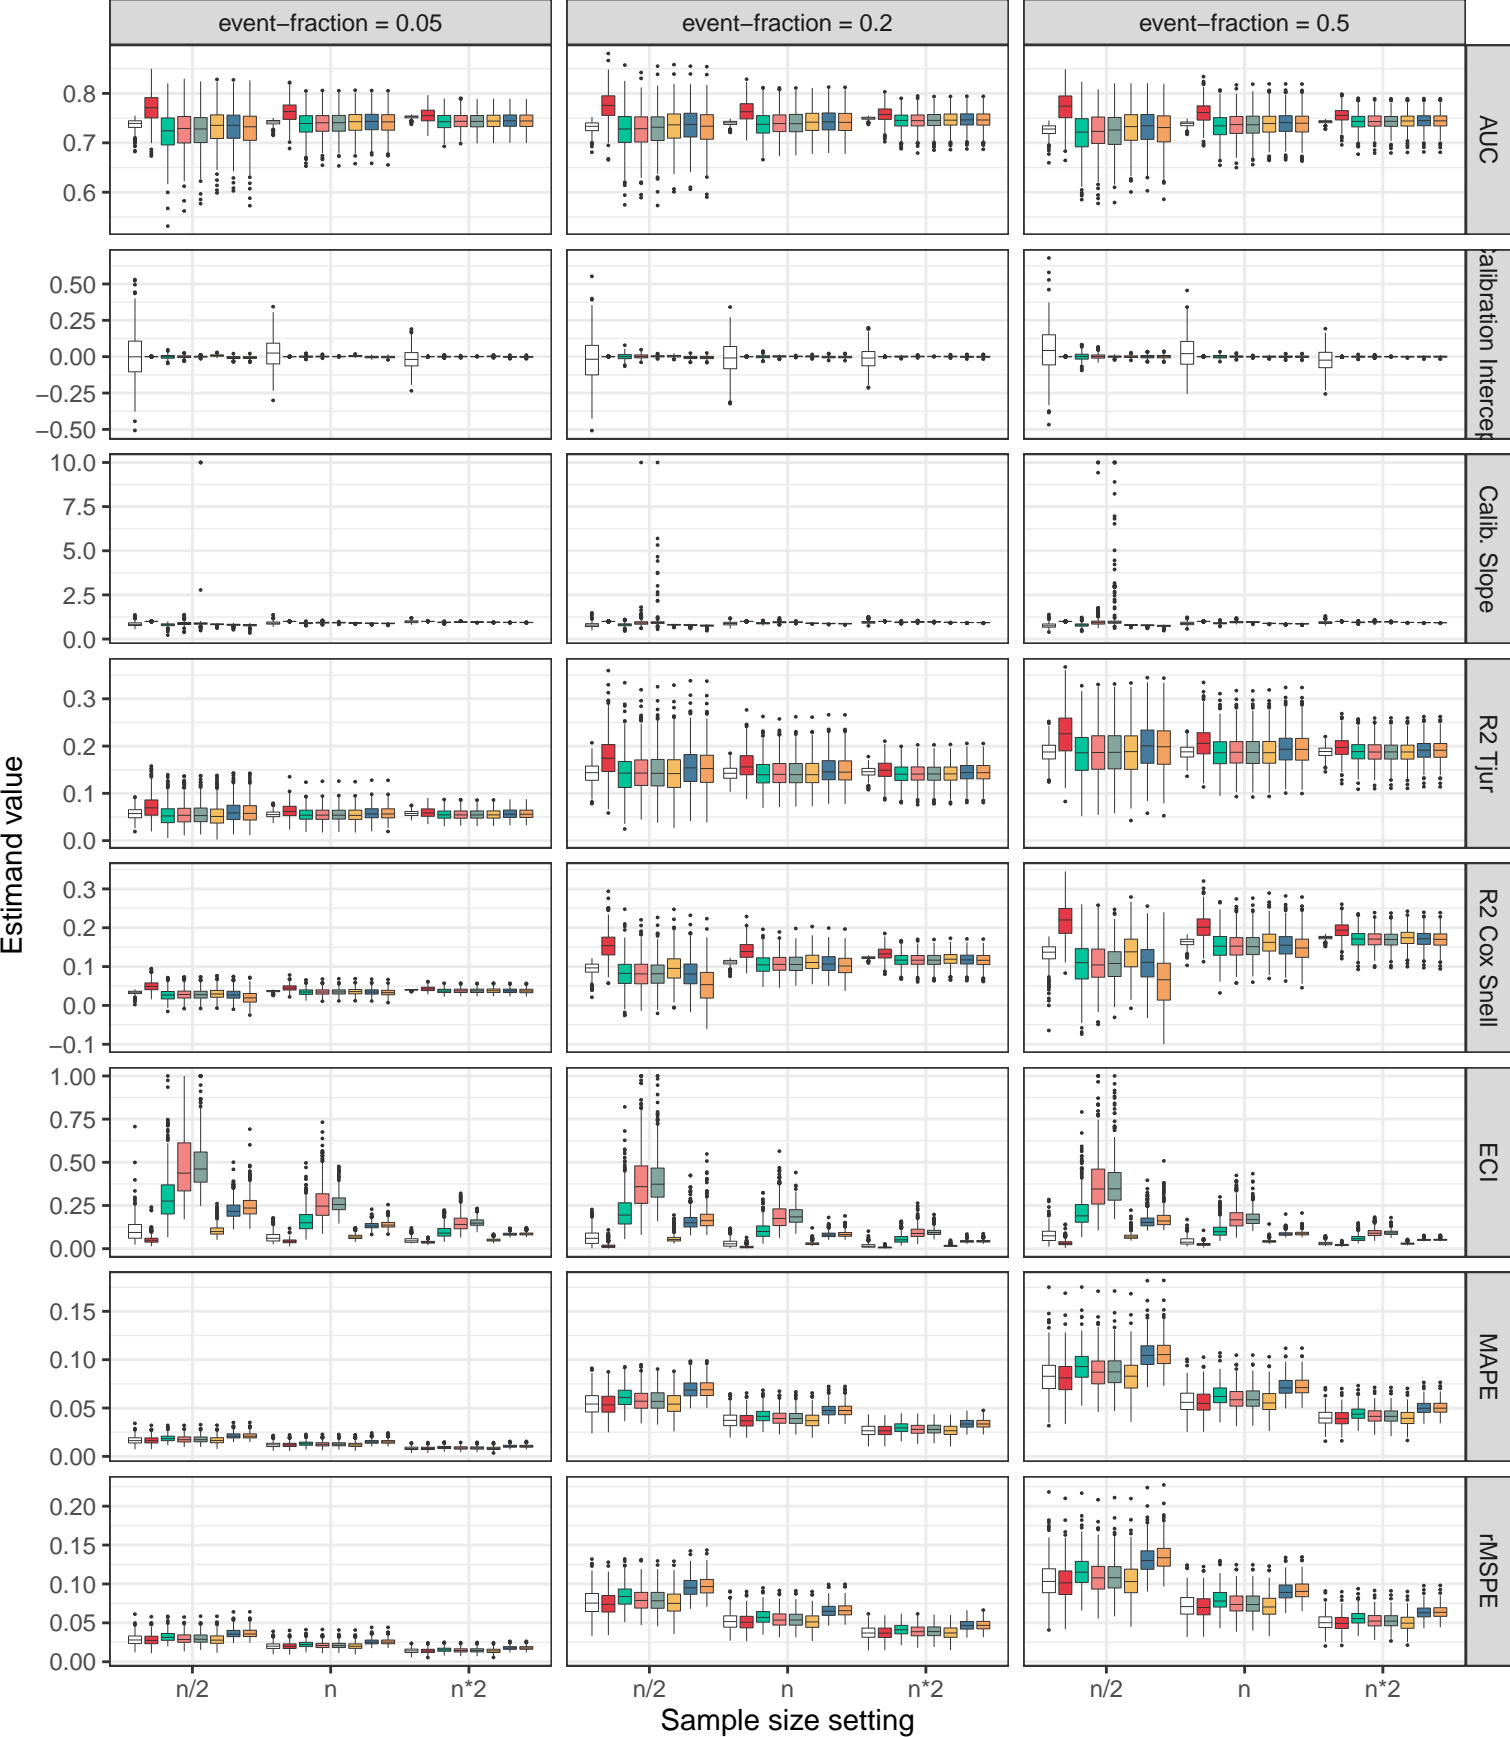 event−fraction = 0.05
event−fraction = 0.2
event−fraction = 0.5
0.8
0.7
0.6
AUC
0.50
0.25
0.00
−0.25
−0.50
alibration Intercep
10.0
7.5
5.0
2.5
0.0
Calib. Slope
0.3
0.2
0.1
0.0
R2 Tjur
0.3
0.2
0.1
0.0
−0.1
R2 Cox Snell
1.00
0.75
0.50
0.25
0.00
ECI
0.15
0.10
0.05
0.00
MAPE
0.20
0.15
0.10
0.05
0.00
rMSPE
Estimand value
n/2 n n*2
n/2 n n*2
n/2 n n*2
Sample size setting